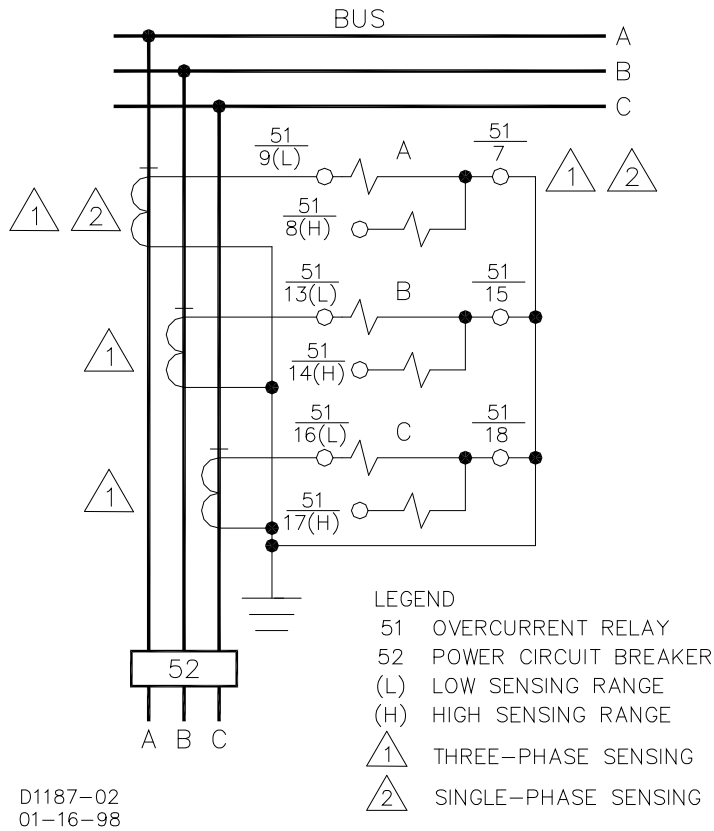 BUS
A
B
C
51
9(L)
A
51
7
1
2
1
2
51
8(H)
51
13(L)
B
51
15
1
51
14(H)
51
16(L)
C
51
18
1
51
17(H)
LEGEND
51 OVERCURRENT RELAY
52 POWER CIRCUIT BREAKER
(L) LOW SENSING RANGE
(H) HIGH SENSING RANGE
1 THREE-PHASE SENSING
2 SINGLE-PHASE SENSING
52
A B C
D1187-02
01-16-98